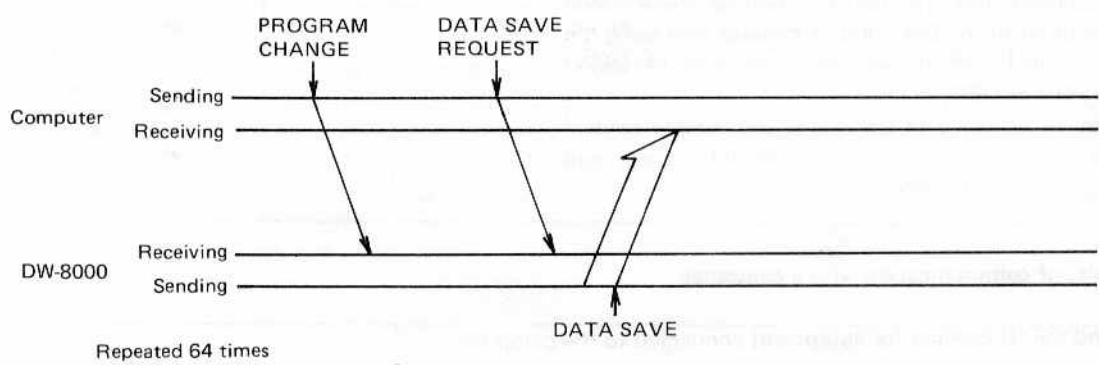 PROGRAM
CHANGE
DATA SAVE
REQUEST
Computer
Sending
Receiving
DW-8000
Receiving
Sending
DATA SAVE
Repeated 64 times